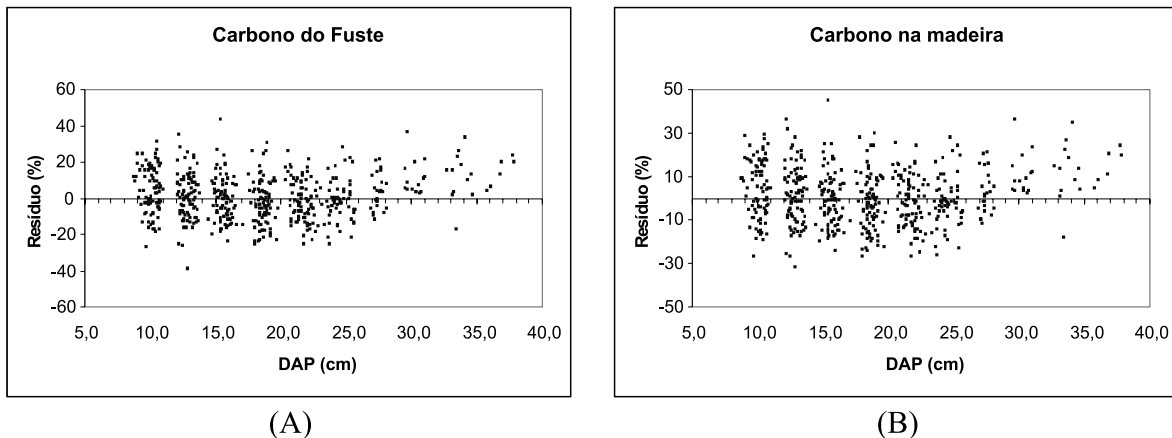 Carbono do Fuste
60
40
20
0
-20
-40
-60
Resíduo (%)
5,0 10,0 15,0 20,0 25,0 30,0 35,0 40,0
DAP (cm)
(A)
Carbono na madeira
50
30
10
-10
-30
-50
Resíduo (%)
5,0 10,0 15,0 20,0 25,0 30,0 35,0 40,0
DAP (cm)
(B)